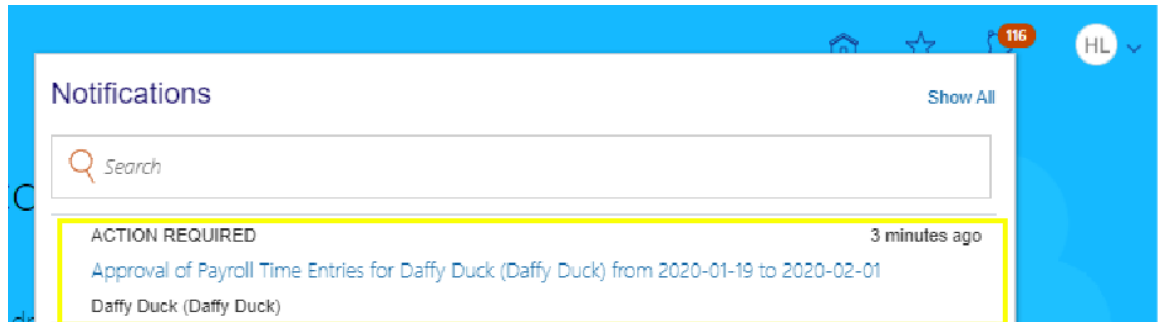 116
HL
Notifications
Show All
Search
ACTION REQUIRED
3 minutes ago
Approval of Payroll Time Entries for Daffy Duck (Daffy Duck) from 2020-01-19 to 2020-02-01
Daffy Duck (Daffy Duck)